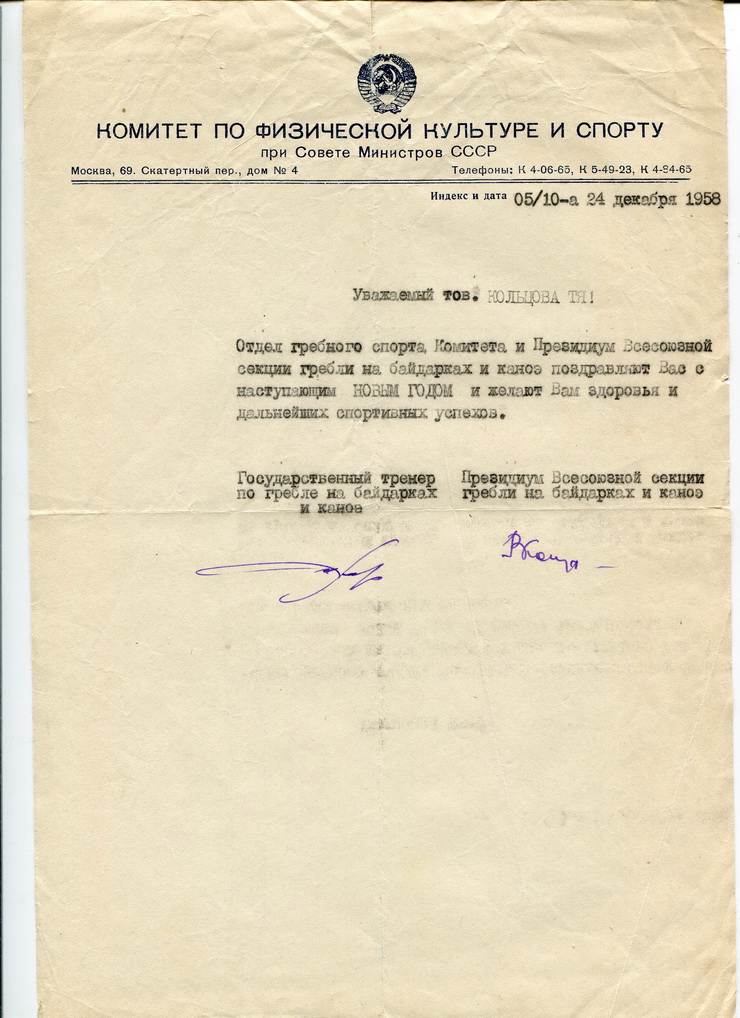 КОМИТЕТ ПО ФИЗИЧЕСКОЙ КУЛЬТУРЕ И СПОРТУ
при Совете Министров СССР
Москва, 69. Скатертный пер., дом № 4 Телефоны: К 4-06-65, К 5-49-23, К 4-94-65
Индекс и дата 05/10-а 24 декабря 1958
Уважаемый тов. КОЛЬЦОВА ТЯ!
Отдел гребного спорта Комитета и Президиум Всесоюзной
секции гребли на байдарках и каноэ поздравляют Вас с
наступающим НОВЫМ ГОДОМ и желают Вам здоровья и
дальнейших спортивных успехов.
Государственный тренер Президиум Всесоюзной секции
по гребле на байдарках гребли на байдарках и каноэ
и каноэ